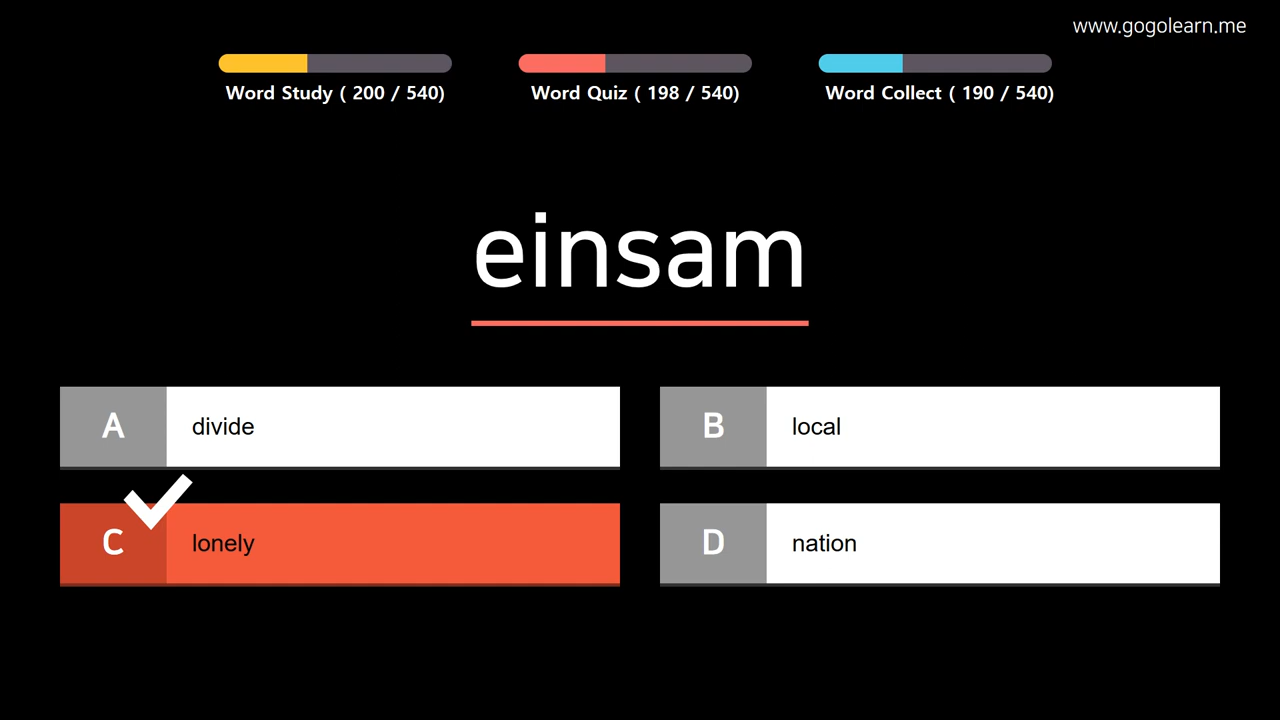 www.gogolearn.me
Word Study ( 200 / 540)
Word Quiz ( 198 / 540)
Word Collect ( 190 / 540)
einsam
A divide
B local
C lonely
D nation